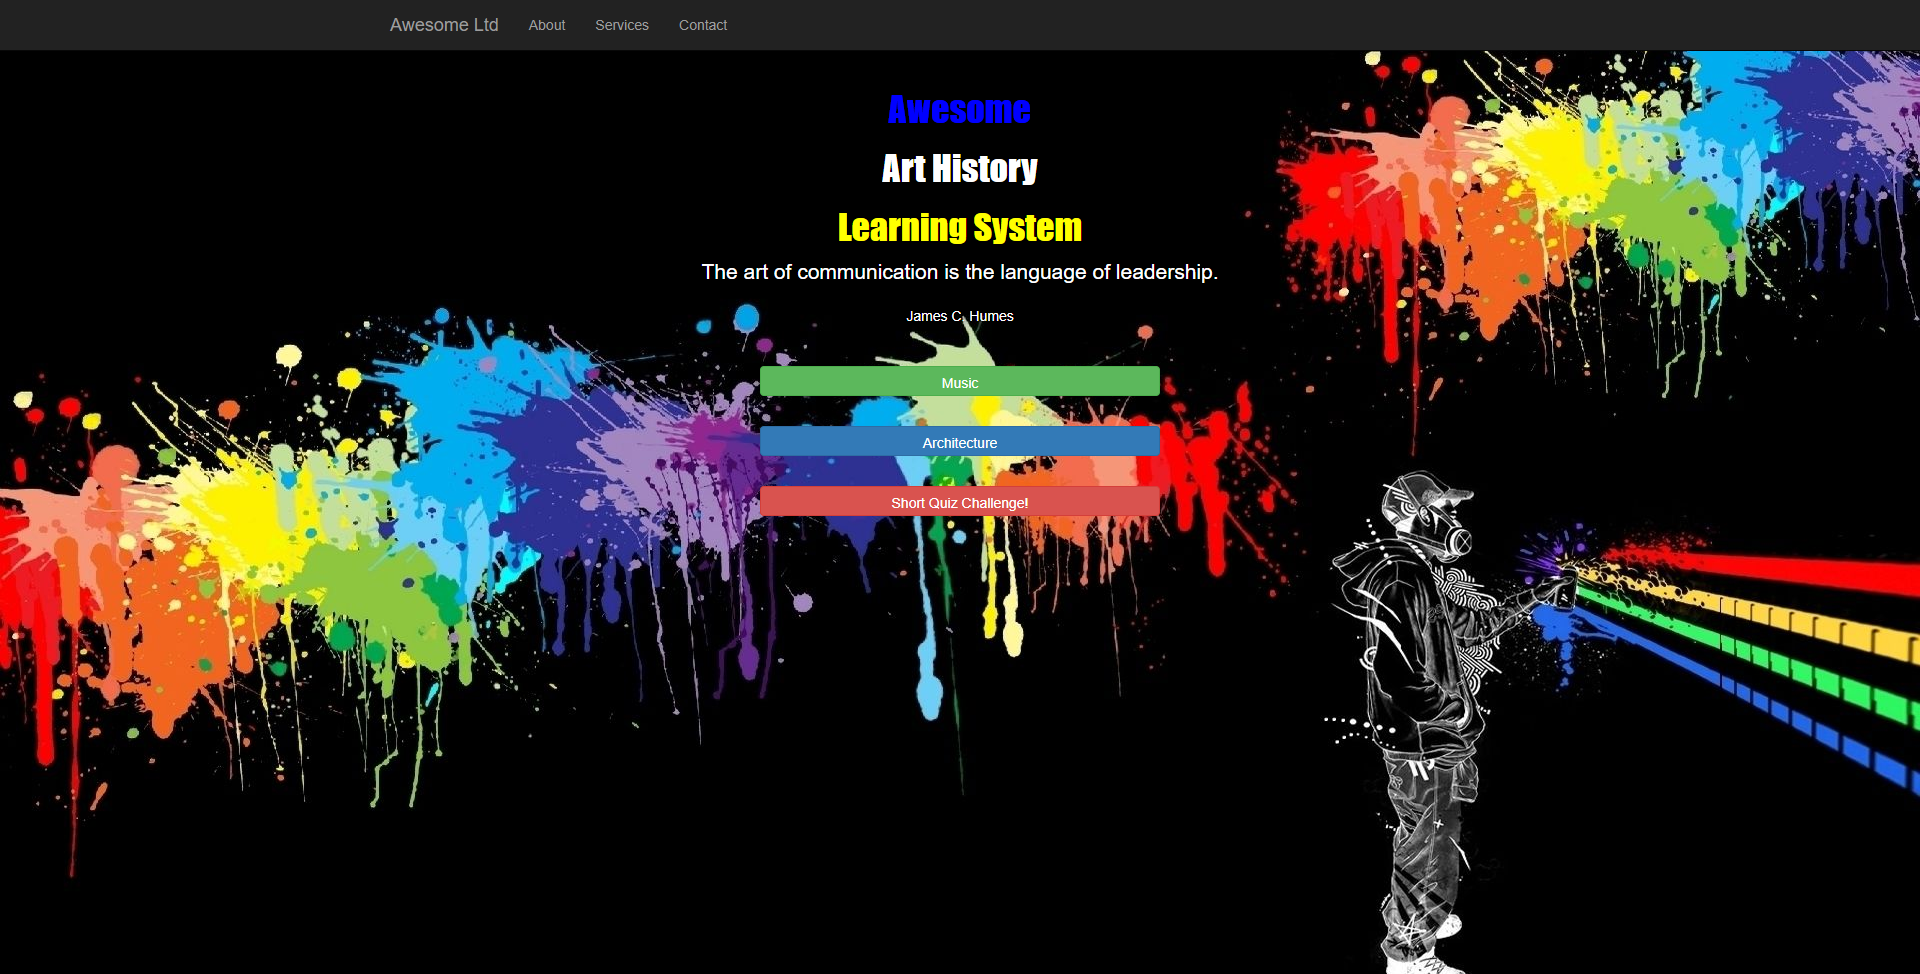 Awesome Ltd About Services Contact
Awesome
Art History
Learning System
The art of communication is the language of leadership.
James C. Humes
Music
Architecture
Short Quiz Challenge!